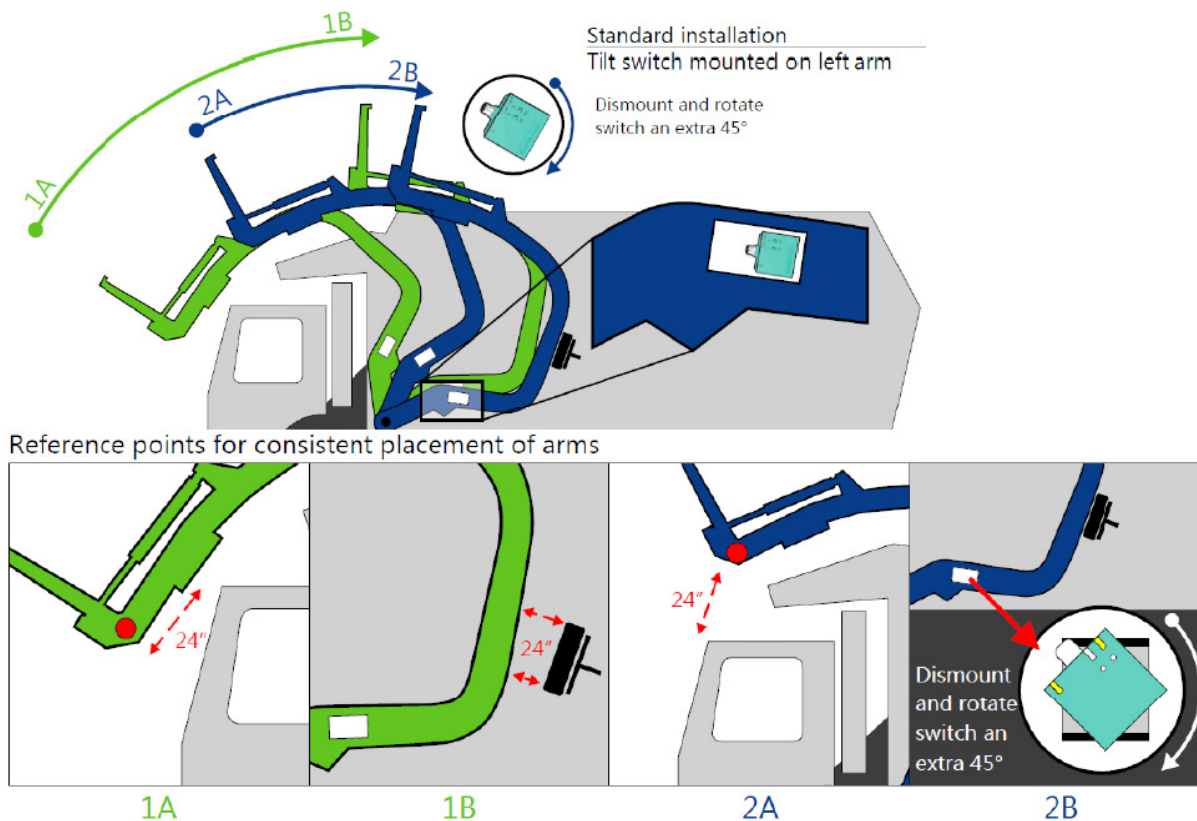 1B
2B
2A
1A
Standard installation
Tilt switch mounted on left arm
Dismount and rotate
switch an extra 45°
Reference points for consistent placement of arms
24"
24"
24"
Dismount
and rotate
switch an
extra 45°
1A
1B
2A
2B